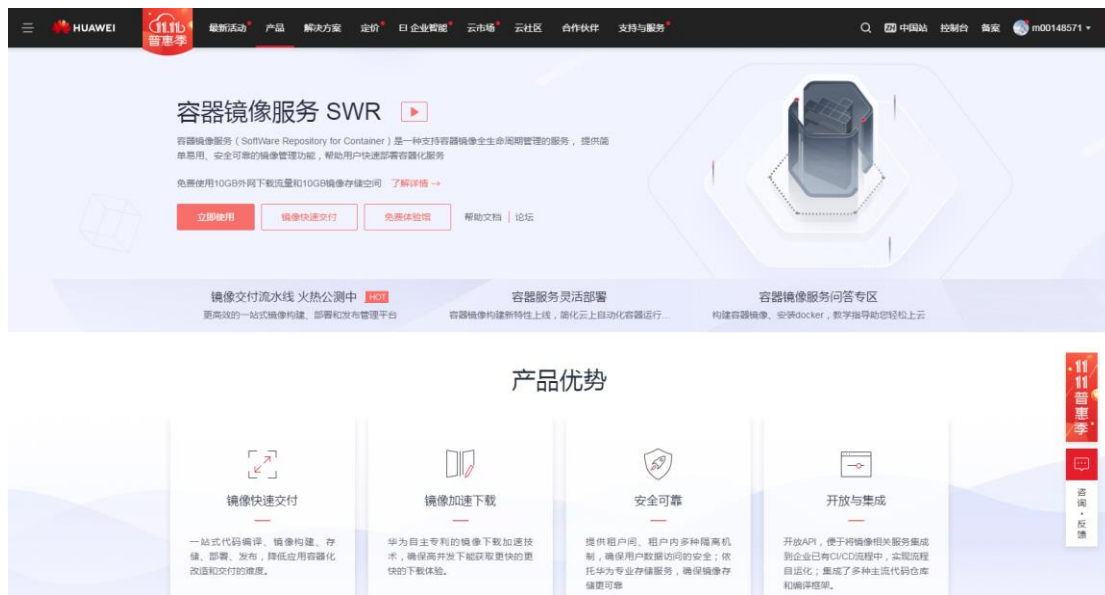 HUAWEI
11.11
普惠季
最新活动 产品 解决方案 定价 EI 企业智能 云市场 云社区 合作伙伴 支持与服务
中国站 控制台 备案 m00148571
容器镜像服务 SWR
容器镜像服务（SoftWare Repository for Container）是一种支持容器镜像全生命周期管理的服务， 提供简
单易用、安全可靠的镜像管理功能，帮助用户快速部署容器化服务
免费使用10GB外网下载流量和10GB镜像存储空间 了解详情 →
立即使用 镜像快速交付 免费体验馆 帮助文档 | 论坛
镜像交付流水线 火热公测中 HOT
更高效的一站式镜像构建、部署和发布管理平台
容器服务灵活部署
容器镜像构建新特性上线，简化云上自动化容器运行...
容器镜像服务问答专区
构建容器镜像、安装docker，教学指导助您轻松上云
产品优势
镜像快速交付
一站式代码编译、镜像构建、存
储、部署、发布，降低应用容器化
改造和交付的难度。
镜像加速下载
华为自主专利的镜像下载加速技
术，确保高并发下能获取更快的更
快的下载体验。
安全可靠
提供租户间、租户内多种隔离机
制，确保用户数据访问的安全；依
托华为专业存储服务，确保镜像存
储更可靠
开放与集成
开放API，便于将镜像相关服务集成
到企业已有CI/CD流程中，实现流程
自运化；集成了多种主流代码仓库
和编译框架。
11
11
普
惠
季
咨
询
·
反
馈